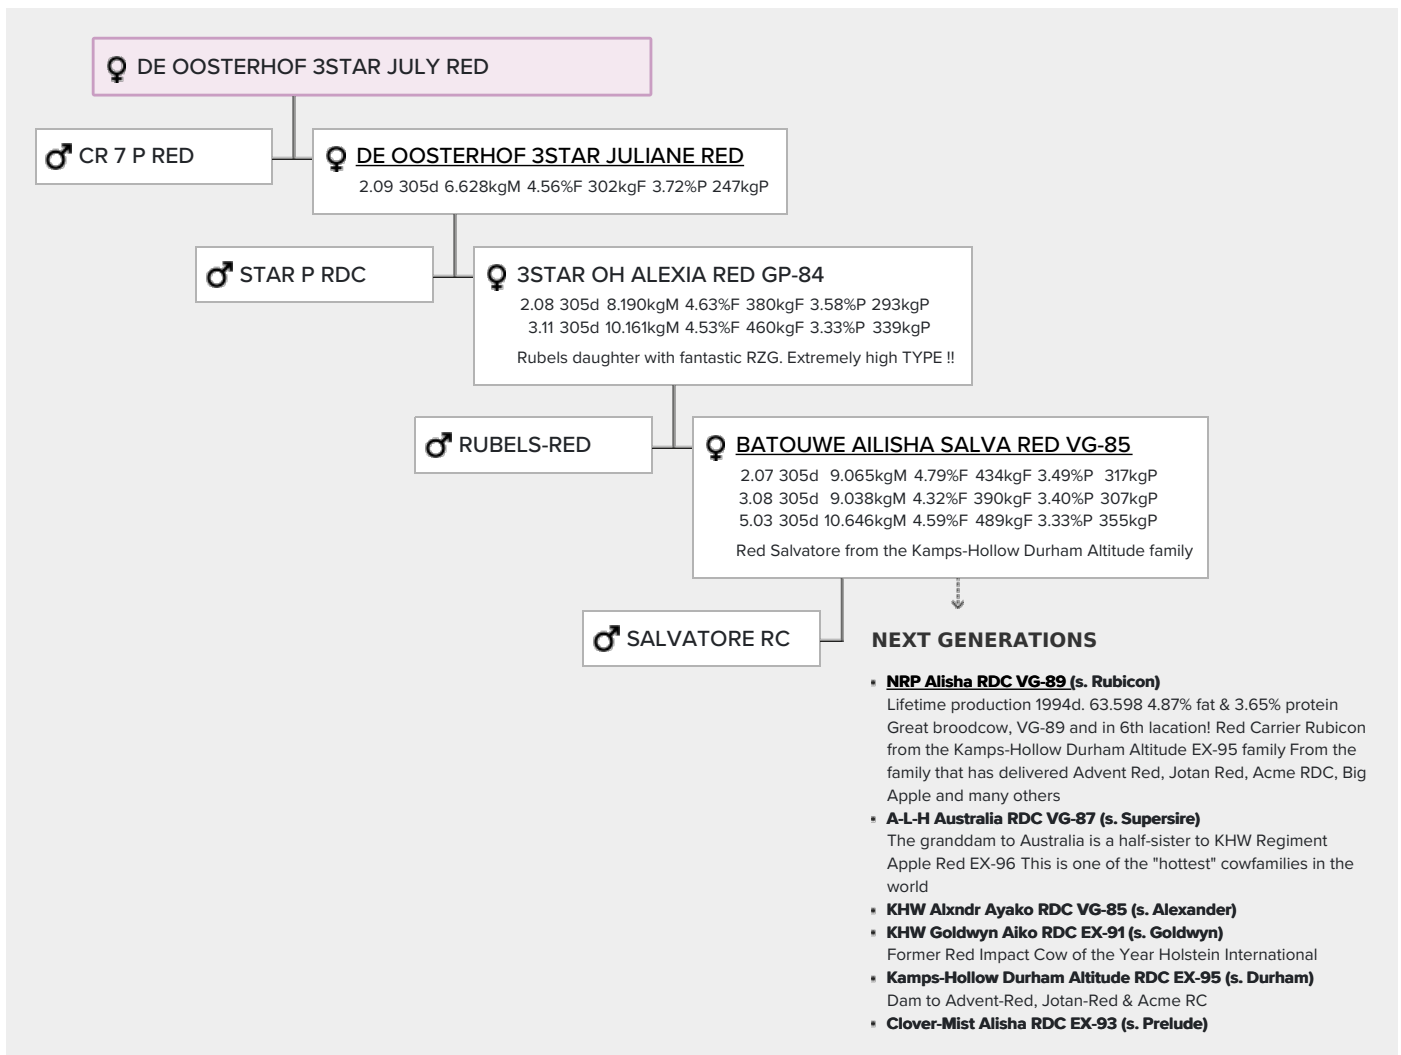 DE OOSTERHOF 3STAR JULY RED
CR 7 P RED
DE OOSTERHOF 3STAR JULIANE RED
2.09 305d 6.628kgM 4.56%F 302kgF 3.72%P 247kgP
STAR P RDC
3STAR OH ALEXIA RED GP-84
2.08 305d 8.190kgM 4.63%F 380kgF 3.58%P 293kgP
3.11 305d 10.161kgM 4.53%F 460kgF 3.33%P 339kgP
Rubels daughter with fantastic RZG. Extremely high TYPE !!
RUBELS-RED
BATOUWE AILISHA SALVA RED VG-85
2.07 305d 9.065kgM 4.79%F 434kgF 3.49%P 317kgP
3.08 305d 9.038kgM 4.32%F 390kgF 3.40%P 307kgP
5.03 305d 10.646kgM 4.59%F 489kgF 3.33%P 355kgP
Red Salvatore from the Kamps-Hollow Durham Altitude family
SALVATORE RC
NEXT GENERATIONS
NRP Alisha RDC VG-89 (s. Rubicon)
Lifetime production 1994d. 63.598 4.87% fat & 3.65% protein
Great broodcow, VG-89 and in 6th lacation! Red Carrier Rubicon
from the Kamps-Hollow Durham Altitude EX-95 family From the
family that has delivered Advent Red, Jotan Red, Acme RDC, Big
Apple and many others
A-L-H Australia RDC VG-87 (s. Supersire)
The granddam to Australia is a half-sister to KHW Regiment
Apple Red EX-96 This is one of the "hottest" cowfamilies in the
world
KHW Alxndr Ayako RDC VG-85 (s. Alexander)
KHW Goldwyn Aiko RDC EX-91 (s. Goldwyn)
Former Red Impact Cow of the Year Holstein International
Kamps-Hollow Durham Altitude RDC EX-95 (s. Durham)
Dam to Advent-Red, Jotan-Red & Acme RC
Clover-Mist Alisha RDC EX-93 (s. Prelude)